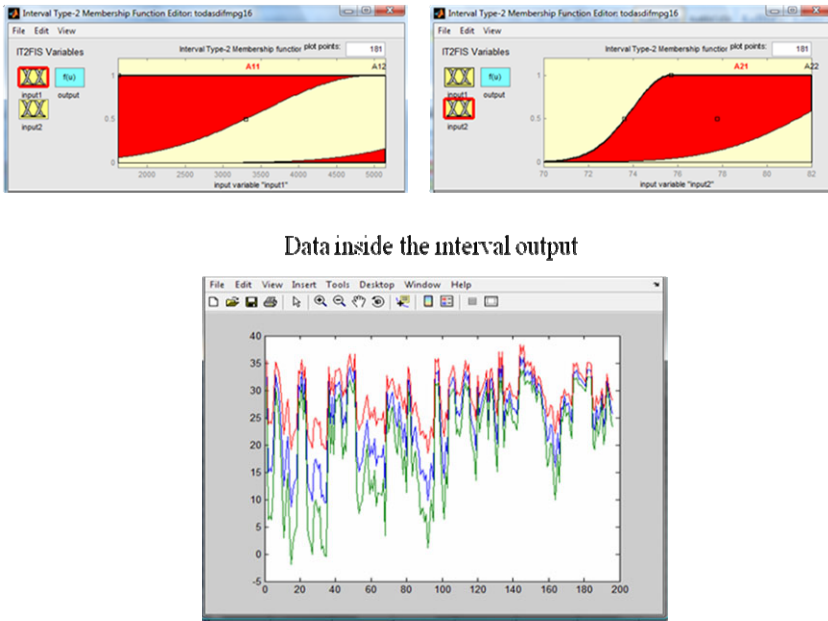 Interval Type-2 Membership Function Editor: todasdifmpg16
File Edit View
IT2FIS Variables
Interval Type-2 Membership functior plot points: 181
f(u)
input1 output
input2
A11 A12
1
0.5
0
2000 2500 3000 3500 4000 4500 5000
input variable "input1"
Interval Type-2 Membership Function Editor: todasdifmpg16
File Edit View
IT2FIS Variables
Interval Type-2 Membership functior plot points: 181
f(u)
input1 output
input2
A21 A22
1
0.5
0
70 72 74 76 78 80 82
input variable "input2"
Data inside the interval output
File Edit View Insert Tools Desktop Window Help
40
35
30
25
20
15
10
5
0
-5
0 20 40 60 80 100 120 140 160 180 200